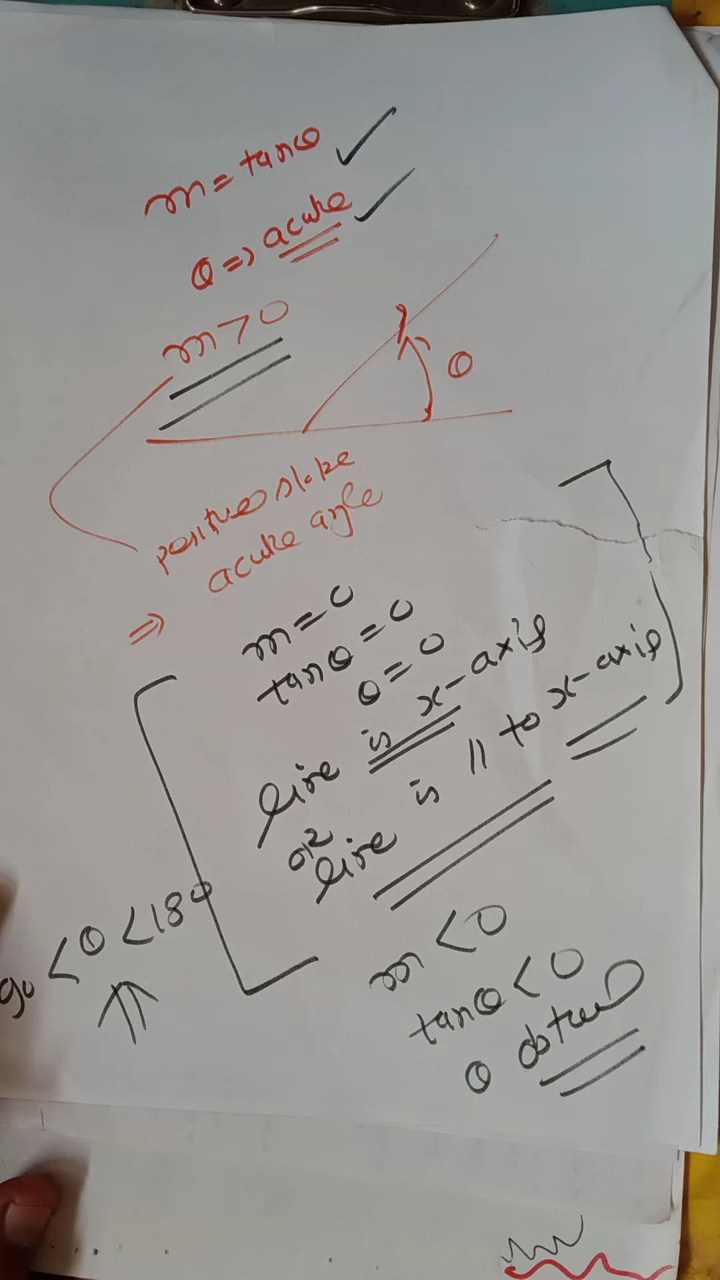 m = tanθ ✓
θ => acute ✓
m > 0
θ
positive slope
=> acute angle
m = 0
tanθ = 0
θ = 0
line is x-axis
or
line is || to x-axis
90 < θ < 180
m < 0
tanθ < 0
θ obtuse